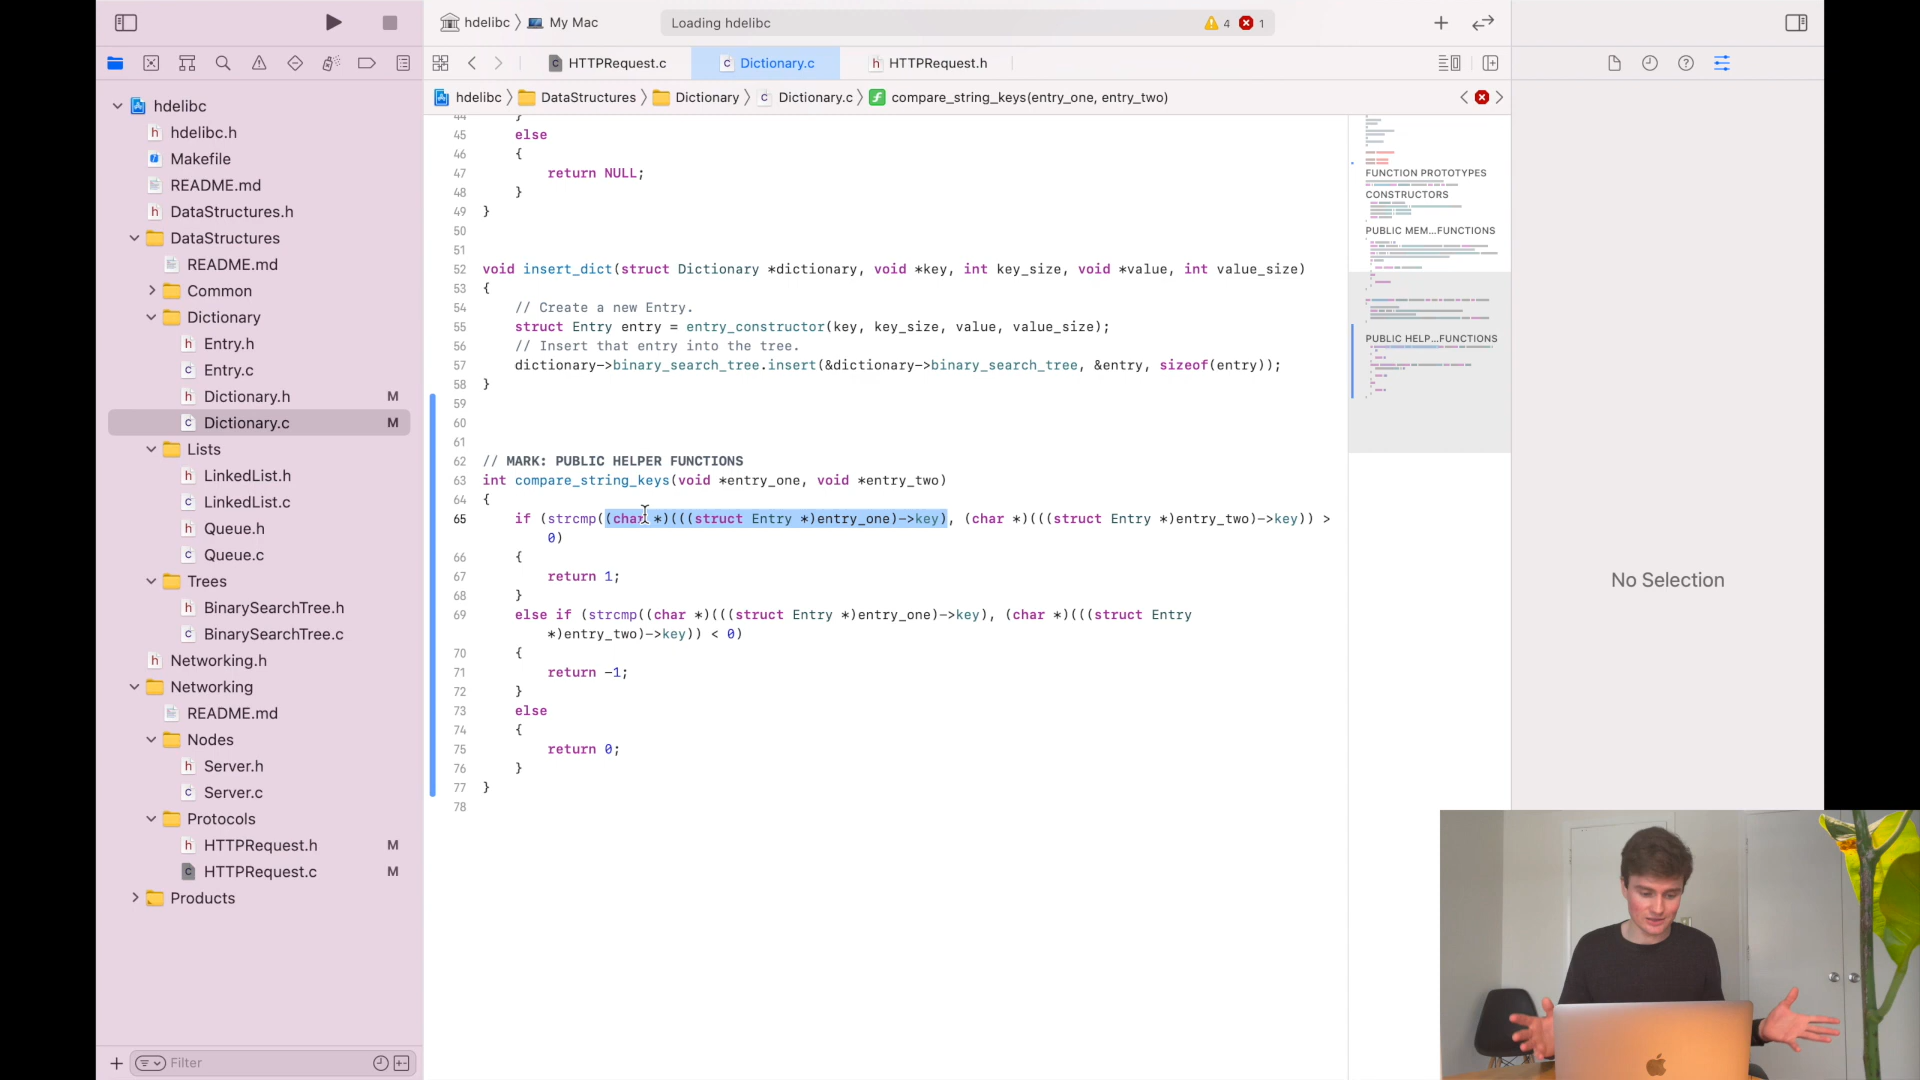 hdelibc My Mac Loading hdelibc 4 1
HTTPRequest.c Dictionary.c HTTPRequest.h
hdelibc DataStructures Dictionary Dictionary.c compare_string_keys(entry_one, entry_two)
hdelibc
hdelibc.h
Makefile
README.md
DataStructures.h
DataStructures
README.md
Common
Dictionary
Entry.h
Entry.c
Dictionary.h M
Dictionary.c M
Lists
LinkedList.h
LinkedList.c
Queue.h
Queue.c
Trees
BinarySearchTree.h
BinarySearchTree.c
Networking.h
Networking
README.md
Nodes
Server.h
Server.c
Protocols
HTTPRequest.h M
HTTPRequest.c M
Products
Filter
44 }
45 else
46 {
47 return NULL;
48 }
49 }
50
51
52 void insert_dict(struct Dictionary *dictionary, void *key, int key_size, void *value, int value_size)
53 {
54 // Create a new Entry.
55 struct Entry entry = entry_constructor(key, key_size, value, value_size);
56 // Insert that entry into the tree.
57 dictionary->binary_search_tree.insert(&dictionary->binary_search_tree, &entry, sizeof(entry));
58 }
59
60
61
62 // MARK: PUBLIC HELPER FUNCTIONS
63 int compare_string_keys(void *entry_one, void *entry_two)
64 {
65 if (strcmp((char *)(((struct Entry *)entry_one)->key), (char *)(((struct Entry *)entry_two)->key)) >
0)
66 {
67 return 1;
68 }
69 else if (strcmp((char *)(((struct Entry *)entry_one)->key), (char *)(((struct Entry
*)entry_two)->key)) < 0)
70 {
71 return -1;
72 }
73 else
74 {
75 return 0;
76 }
77 }
78
FUNCTION PROTOTYPES
CONSTRUCTORS
PUBLIC MEM...FUNCTIONS
PUBLIC HELP...FUNCTIONS
No Selection